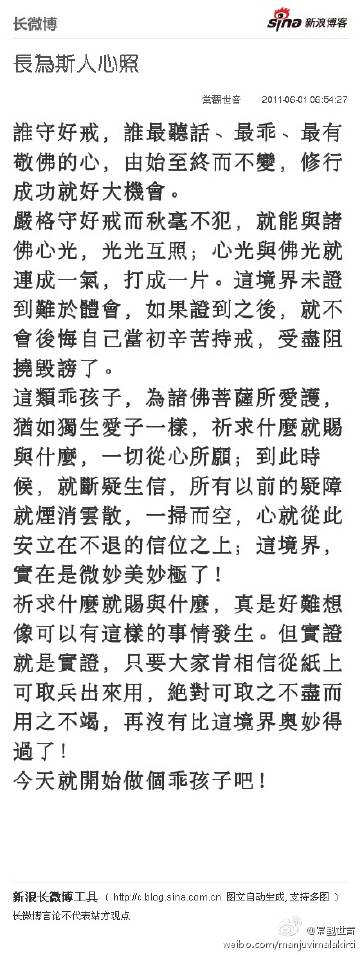 长微博
sina 新浪博客
長為斯人心照
常觀世音 2011-06-01 06:54:27
誰守好戒，誰最聽話、最乖、最有
敬佛的心，由始至終而不變，修行
成功就好大機會。
嚴格守好戒而秋毫不犯，就能與諸
佛心光，光光互照；心光與佛光就
連成一氣，打成一片。這境界未證
到難於體會，如果證到之後，就不
會後悔自己當初辛苦持戒，受盡阻
撓毀謗了。
這類乖孩子，為諸佛菩薩所愛護，
猶如獨生愛子一樣，祈求什麼就賜
與什麼，一切從心所願；到此時
候，就斷疑生信，所有以前的疑障
就煙消雲散，一掃而空，心就從此
安立在不退的信位之上；這境界，
實在是微妙美妙極了！
祈求什麼就賜與什麼，真是好難想
像可以有這樣的事情發生。但實證
就是實證，只要大家肯相信從紙上
可取兵出來用，絕對可取之不盡而
用之不竭，再沒有比這境界奧妙得
過了！
今天就開始做個乖孩子吧！
新浪长微博工具 （ http://c.blog.sina.com.cn 图文自动生成, 支持多图 ）
长微博言论不代表站方观点
@常觀世音
weibo.com/manjuvimalakirti